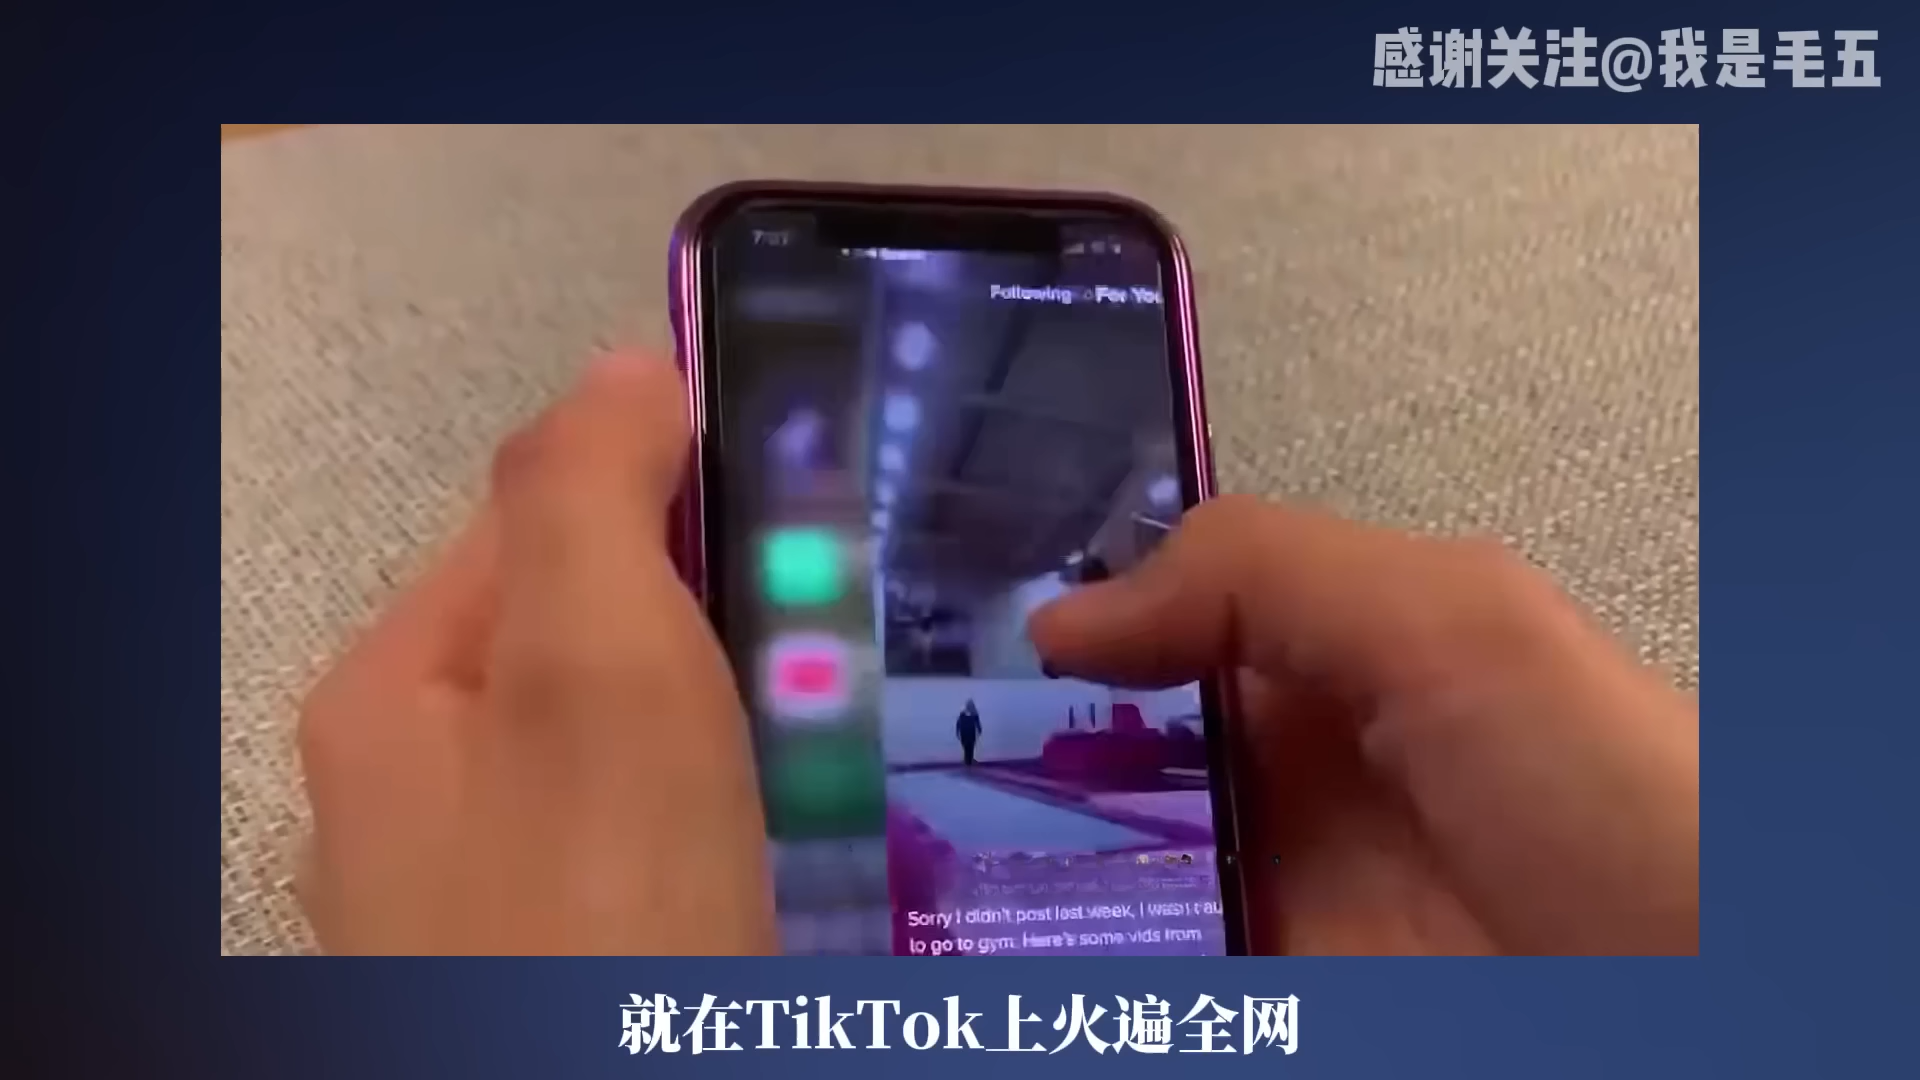 感谢关注@我是毛五
Following
For You
Sorry I didn't post last week, I wasn't
to go to gym. Here's some vids from
就在TikTok上火遍全网